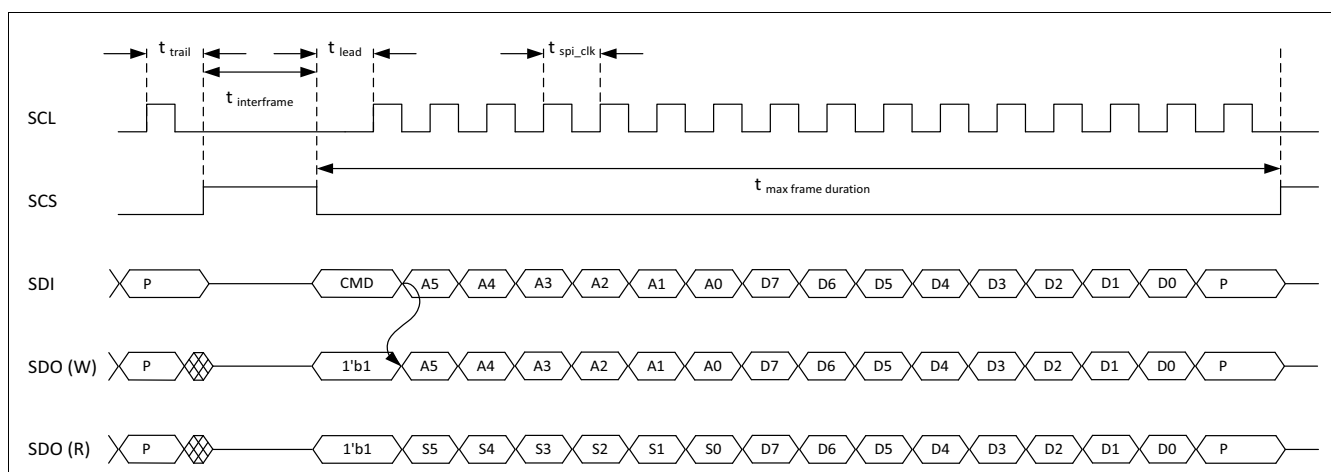 t trail
t lead
t spi_clk
t interframe
SCL
t max frame duration
SCS
SDI P CMD A5 A4 A3 A2 A1 A0 D7 D6 D5 D4 D3 D2 D1 D0 P
SDO (W) P 1'b1 A5 A4 A3 A2 A1 A0 D7 D6 D5 D4 D3 D2 D1 D0 P
SDO (R) P 1'b1 S5 S4 S3 S2 S1 S0 D7 D6 D5 D4 D3 D2 D1 D0 P